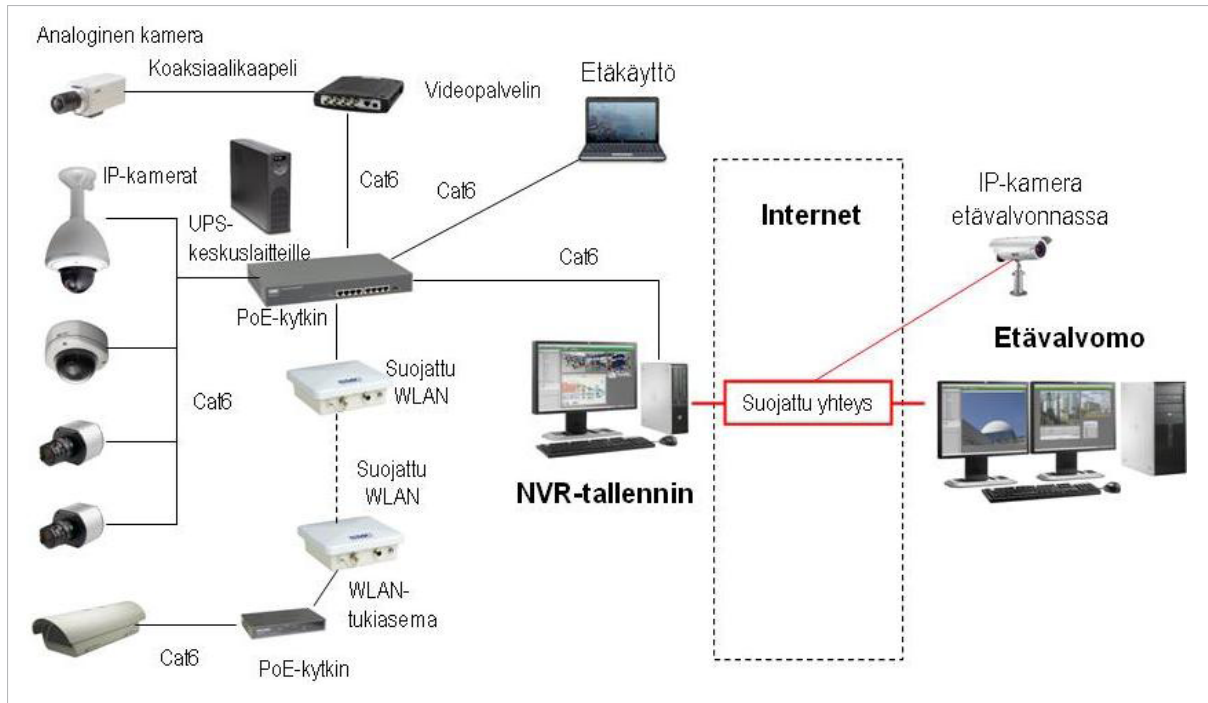 Analoginen kamera
Koaksiaalikaapeli
Videopalvelin
Etäkäyttö
IP-kamerat
UPS-
keskuslaitteille
Cat6
Cat6
Cat6
PoE-kytkin
Internet
IP-kamera
etävalvonnassa
Etävalvomo
Suojattu
WLAN
Cat6
Suojattu yhteys
Suojattu
WLAN
NVR-tallennin
WLAN-
tukiasema
Cat6
PoE-kytkin